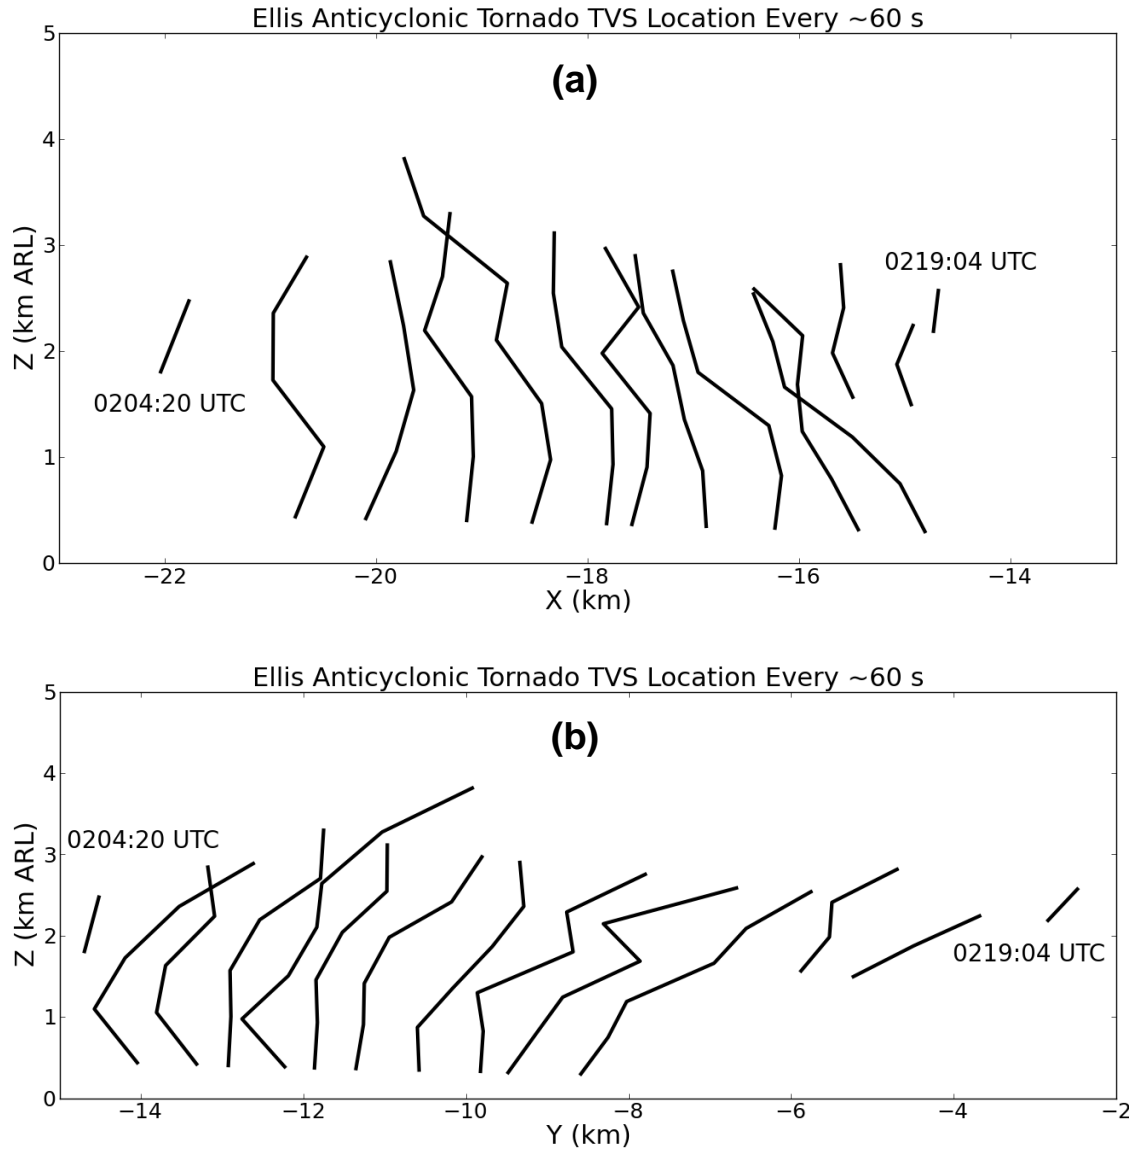 Ellis Anticyclonic Tornado TVS Location Every ~60 s
(a)
5
4
3
2
1
0
Z (km ARL)
0219:04 UTC
0204:20 UTC
−22
−20
−18
−16
−14
X (km)
Ellis Anticyclonic Tornado TVS Location Every ~60 s
(b)
5
4
3
2
1
0
Z (km ARL)
0204:20 UTC
0219:04 UTC
−14
−12
−10
−8
−6
−4
−2
Y (km)